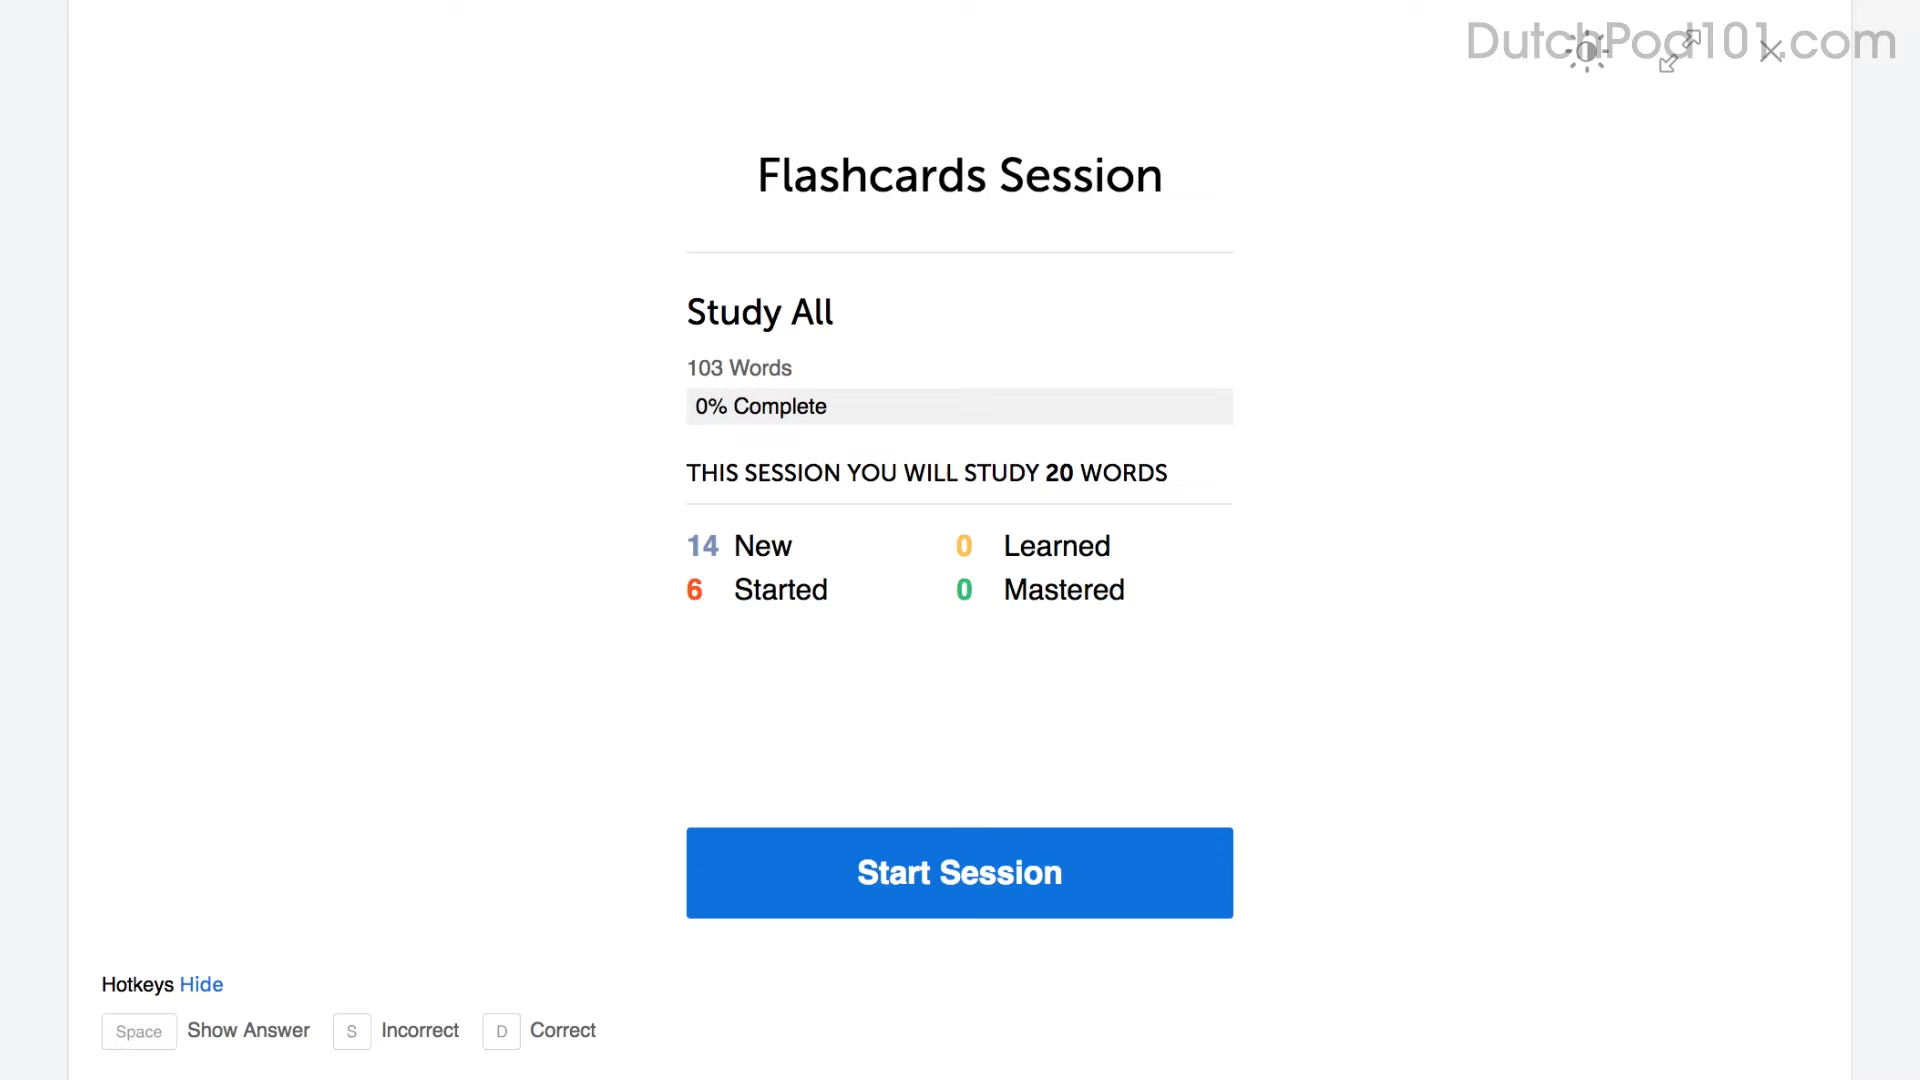 DutchPod101.com
Flashcards Session
Study All
103 Words
0% Complete
THIS SESSION YOU WILL STUDY 20 WORDS
14 New 0 Learned
6 Started 0 Mastered
Start Session
Hotkeys Hide
Space Show Answer S Incorrect D Correct